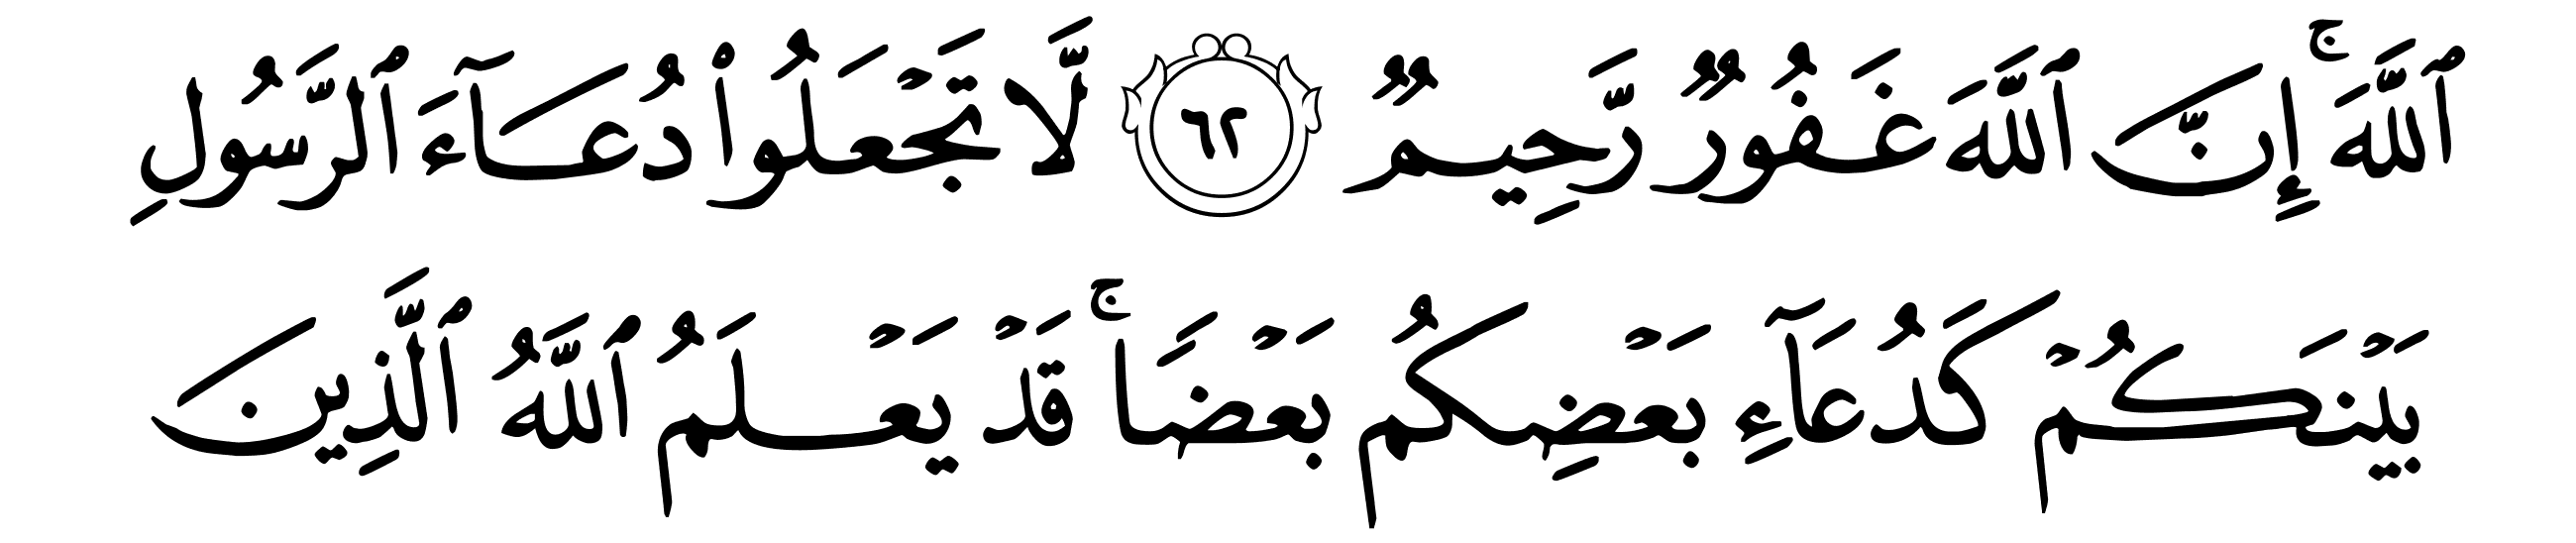 ٱللَّهَۚ إِنَّ ٱللَّهَ غَفُورٞ رَّحِيمٞ ٦٢ لَّا تَجۡعَلُواْ دُعَآءَ ٱلرَّسُولِ
بَيۡنَكُمۡ كَدُعَآءِ بَعۡضِكُم بَعۡضٗاۚ قَدۡ يَعۡلَمُ ٱللَّهُ ٱلَّذِينَ